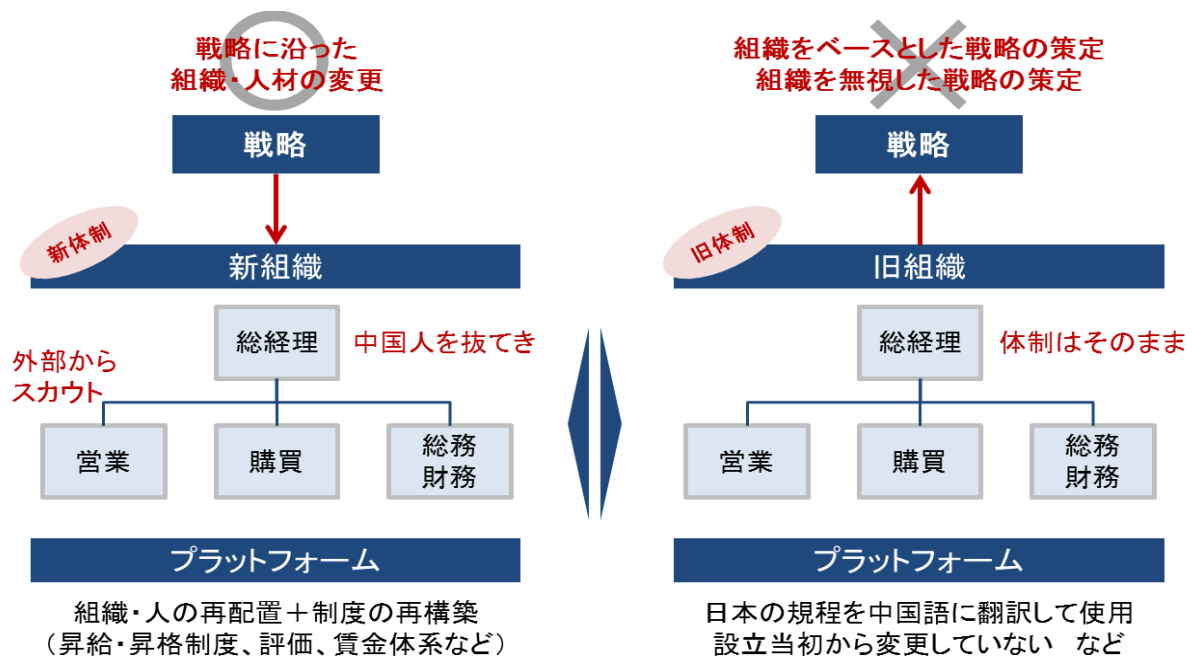 戦略に沿った
組織・人材の変更
戦略
新体制
新組織
総経理
中国人を抜てき
外部から
スカウト
営業
購買
総務
財務
プラットフォーム
組織・人の再配置＋制度の再構築
（昇給・昇格制度、評価、賃金体系など）
組織をベースとした戦略の策定
組織を無視した戦略の策定
戦略
旧体制
旧組織
総経理
体制はそのまま
営業
購買
総務
財務
プラットフォーム
日本の規程を中国語に翻訳して使用
設立当初から変更していない　など